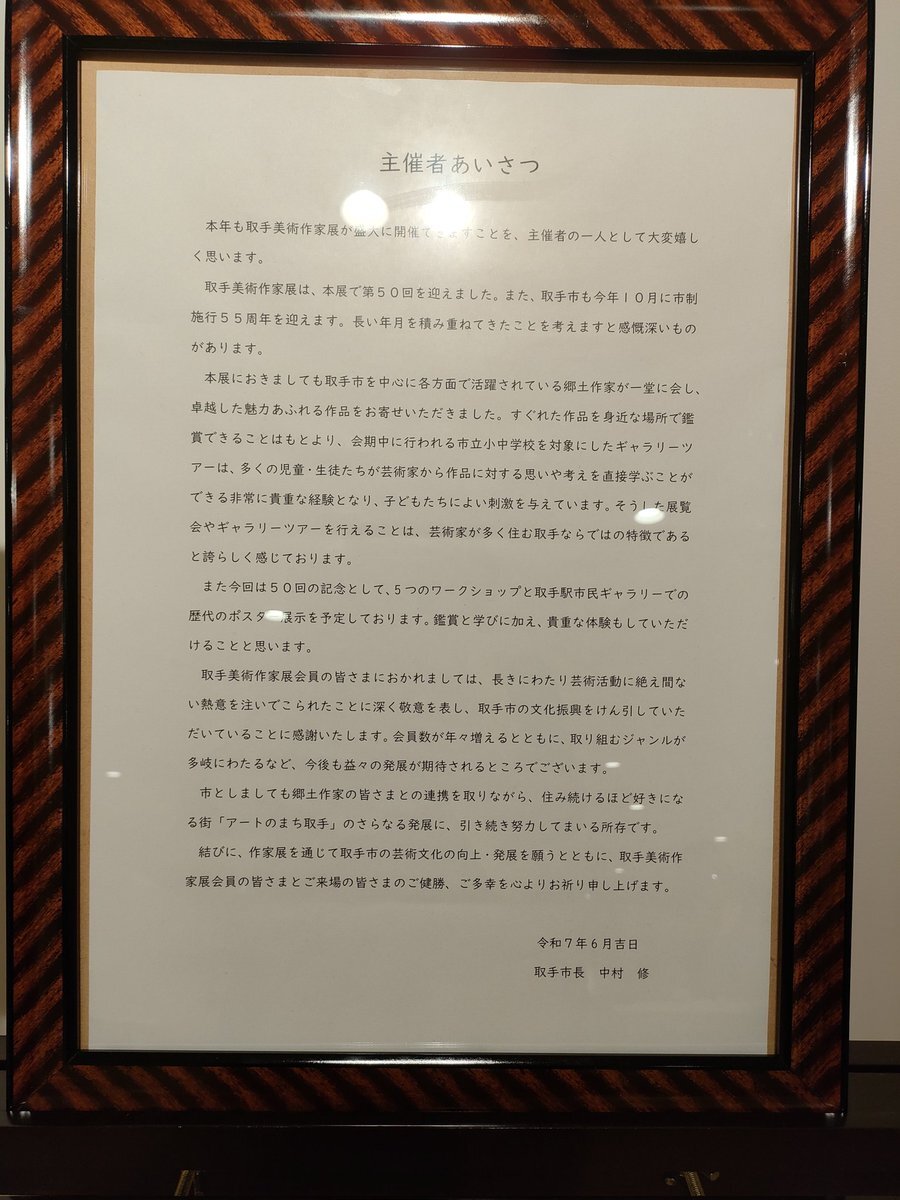 主催者あいさつ
本年も取手美術作家展が盛大に開催できますことを、主催者の一人として大変嬉し
く思います。
取手美術作家展は、本展で第５０回を迎えました。また、取手市も今年１０月に市制
施行５５周年を迎えます。長い年月を積み重ねてきたことを考えますと感慨深いもの
があります。
本展におきましても取手市を中心に各方面で活躍されている郷土作家が一堂に会し、
卓越した魅力あふれる作品をお寄せいただきました。すぐれた作品を身近な場所で鑑
賞できることはもとより、会期中に行われる市立小中学校を対象にしたギャラリーツ
アーは、多くの児童・生徒たちが芸術家から作品に対する思いや考えを直接学ぶことが
できる非常に貴重な経験となり、子どもたちによい刺激を与えています。そうした展覧
会やギャラリーツアーを行えることは、芸術家が多く住む取手ならではの特徴である
と誇らしく感じております。
また今回は５０回の記念として、５つのワークショップと取手駅市民ギャラリーでの
歴代のポスター展示を予定しております。鑑賞と学びに加え、貴重な体験もしていただ
けることと思います。
取手美術作家展会員の皆さまにおかれましては、長きにわたり芸術活動に絶え間な
い熱意を注いでこられたことに深く敬意を表し、取手市の文化振興をけん引していた
だいていることに感謝いたします。会員数が年々増えるとともに、取り組むジャンルが
多岐にわたるなど、今後も益々の発展が期待されるところでございます。
市としましても郷土作家の皆さまとの連携を取りながら、住み続けるほど好きにな
る街「アートのまち取手」のさらなる発展に、引き続き努力してまいる所存です。
結びに、作家展を通じて取手市の芸術文化の向上・発展を願うとともに、取手美術作
家展会員の皆さまとご来場の皆さまのご健勝、ご多幸を心よりお祈り申し上げます。
令和７年６月吉日
取手市長　中村　修